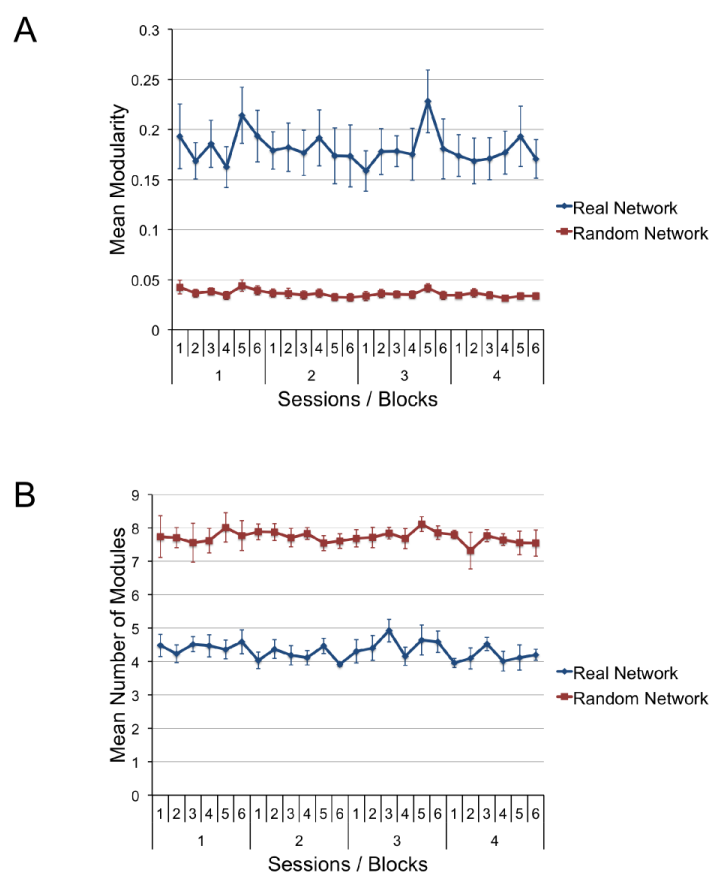 A
0.3
0.25
0.2
0.15
0.1
0.05
0
Mean Modularity
Real Network
Random Network
1 2 3 4 5 6 1 2 3 4 5 6 1 2 3 4 5 6 1 2 3 4 5 6
1 2 3 4
Sessions / Blocks
B
9
8
7
6
5
4
3
2
1
0
Mean Number of Modules
Real Network
Random Network
1 2 3 4 5 6 1 2 3 4 5 6 1 2 3 4 5 6 1 2 3 4 5 6
1 2 3 4
Sessions / Blocks